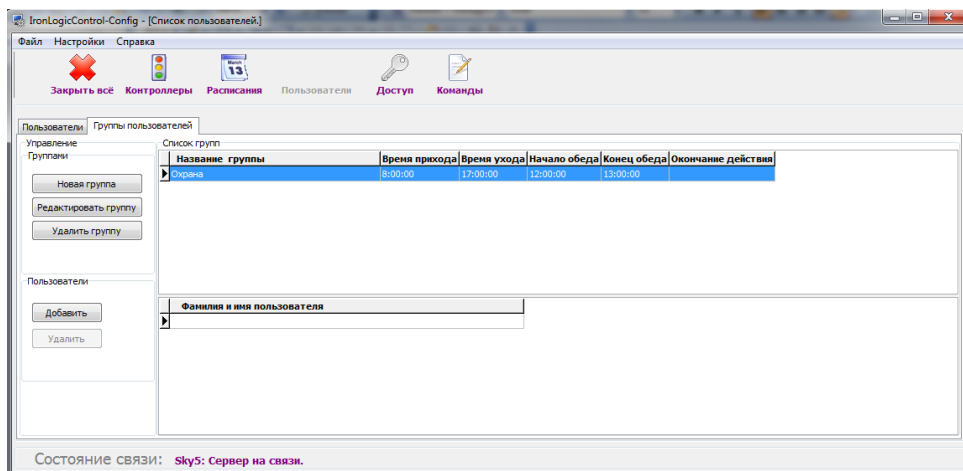 IronLogicControl-Config - [Список пользователей.]
Файл Настройки Справка
Закрыть всё Контроллеры Расписания Пользователи Доступ Команды
March
13
Пользователи Группы пользователей
Управление
Группами
Новая группа
Редактировать группу
Удалить группу
Пользователи
Добавить
Удалить
Список групп
Название группы Время прихода Время ухода Начало обеда Конец обеда Окончание действия
Охрана 8:00:00 17:00:00 12:00:00 13:00:00
Фамилия и имя пользователя
Состояние связи: Sky5: Сервер на связи.